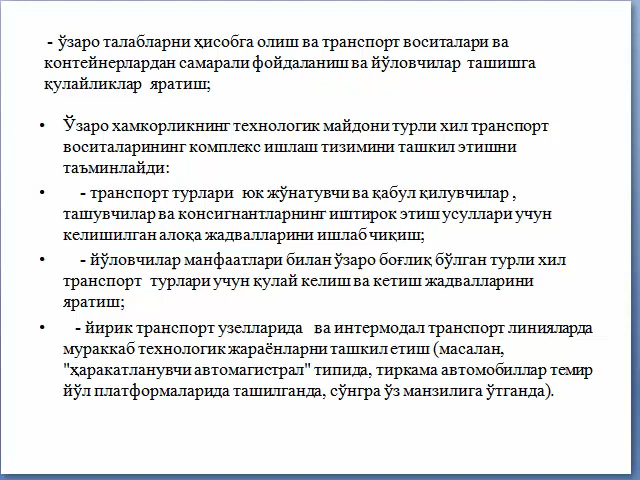 - ўзаро талабларни ҳисобга олиш ва транспорт воситалари ва
контейнерлардан самарали фойдаланиш ва йўловчилар ташишга
қулайликлар яратиш;
• Ўзаро хамкорликнинг технологик майдони турли хил транспорт
воситаларининг комплекс ишлаш тизимини ташкил этишни
таъминлайди:
• - транспорт турлари юк жўнатувчи ва қабул қилувчилар ,
ташувчилар ва консигнантларнинг иштирок этиш усуллари учун
келишилган алоқа жадвалларини ишлаб чиқиш;
• - йўловчилар манфаатлари билан ўзаро боғлиқ бўлган турли хил
транспорт турлари учун қулай келиш ва кетиш жадвалларини
яратиш;
• - йирик транспорт узелларида ва интермодал транспорт линияларда
мураккаб технологик жараёнларни ташкил етиш (масалан,
"ҳаракатланувчи автомагистрал" типида, тиркама автомобиллар темир
йўл платформаларида ташилганда, сўнгра ўз манзилига ўтганда).